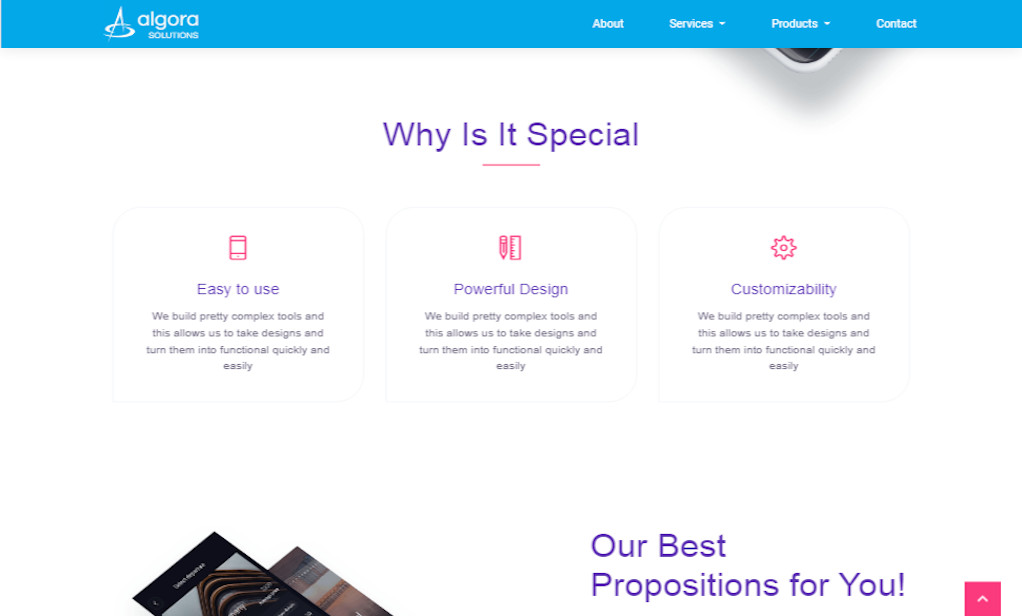 algora
SOLUTIONS
About Services Products Contact
Why Is It Special
Easy to use
We build pretty complex tools and
this allows us to take designs and
turn them into functional quickly and
easily
Powerful Design
We build pretty complex tools and
this allows us to take designs and
turn them into functional quickly and
easily
Customizability
We build pretty complex tools and
this allows us to take designs and
turn them into functional quickly and
easily
Our Best
Propositions for You!